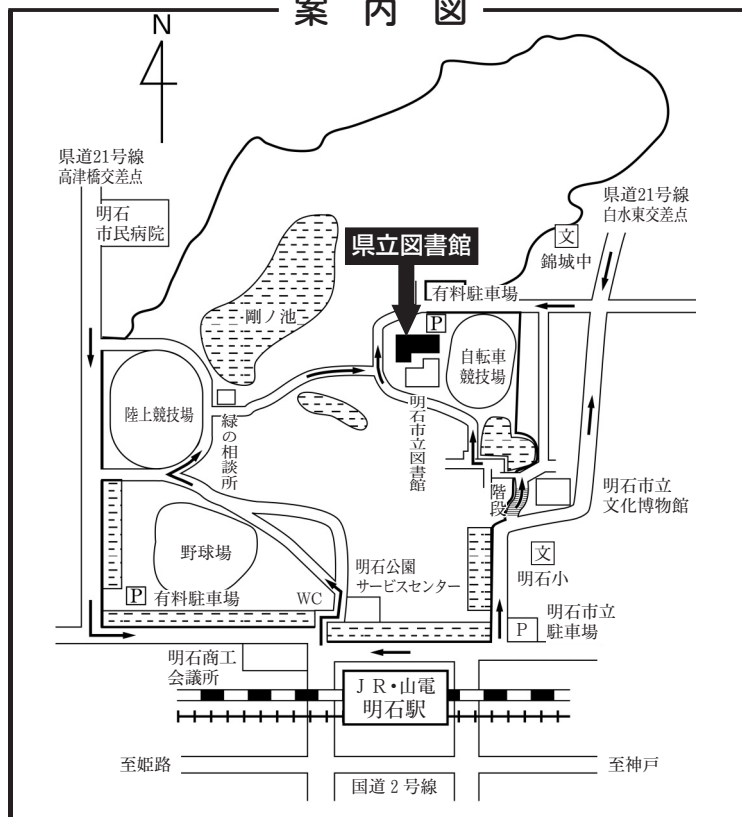 案内図
N
県道21号線
高津橋交差点
明石
市民病院
県道21号線
白水東交差点
文
錦城中
県立図書館
有料駐車場
P
剛ノ池
自転車
競技場
陸上競技場
緑の相談所
明石市立図書館
階段
明石市立
文化博物館
野球場
明石公園
サービスセンター
文
明石小
P 有料駐車場
WC
P
明石市立
駐車場
明石商工
会議所
JR・山電
明石駅
至姫路
至神戸
国道2号線